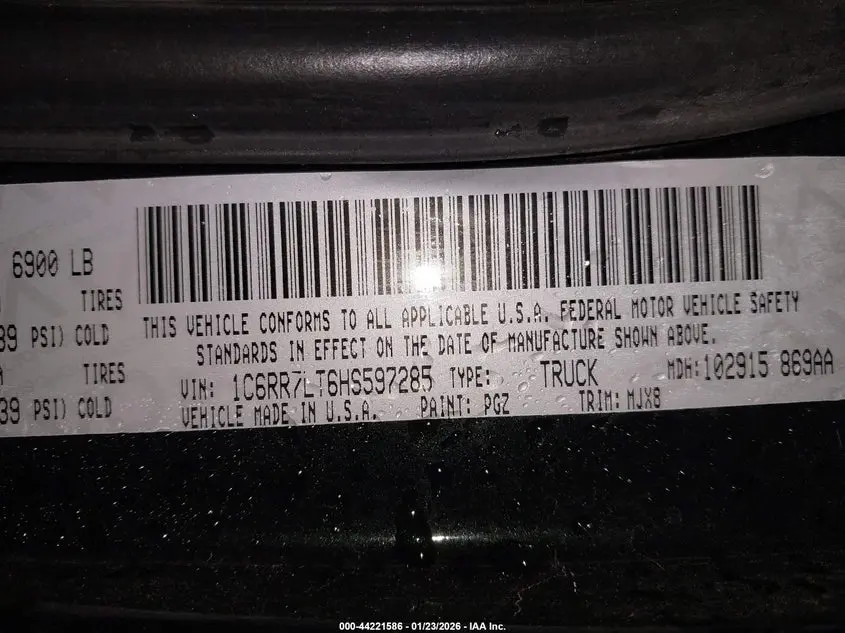 6900 LB
TIRES
39 PSI) COLD
TIRES
39 PSI) COLD
THIS VEHICLE CONFORMS TO ALL APPLICABLE U.S.A. FEDERAL MOTOR VEHICLE SAFETY
STANDARDS IN EFFECT ON THE DATE OF MANUFACTURE SHOWN ABOVE.
VIN: 1C6RR7LT6HS597285 TYPE: TRUCK MDH:102915 869AA
VEHICLE MADE IN U.S.A. PAINT: PGZ TRIM: MJX8
000-44221586 - 01/23/2026 - IAA Inc.